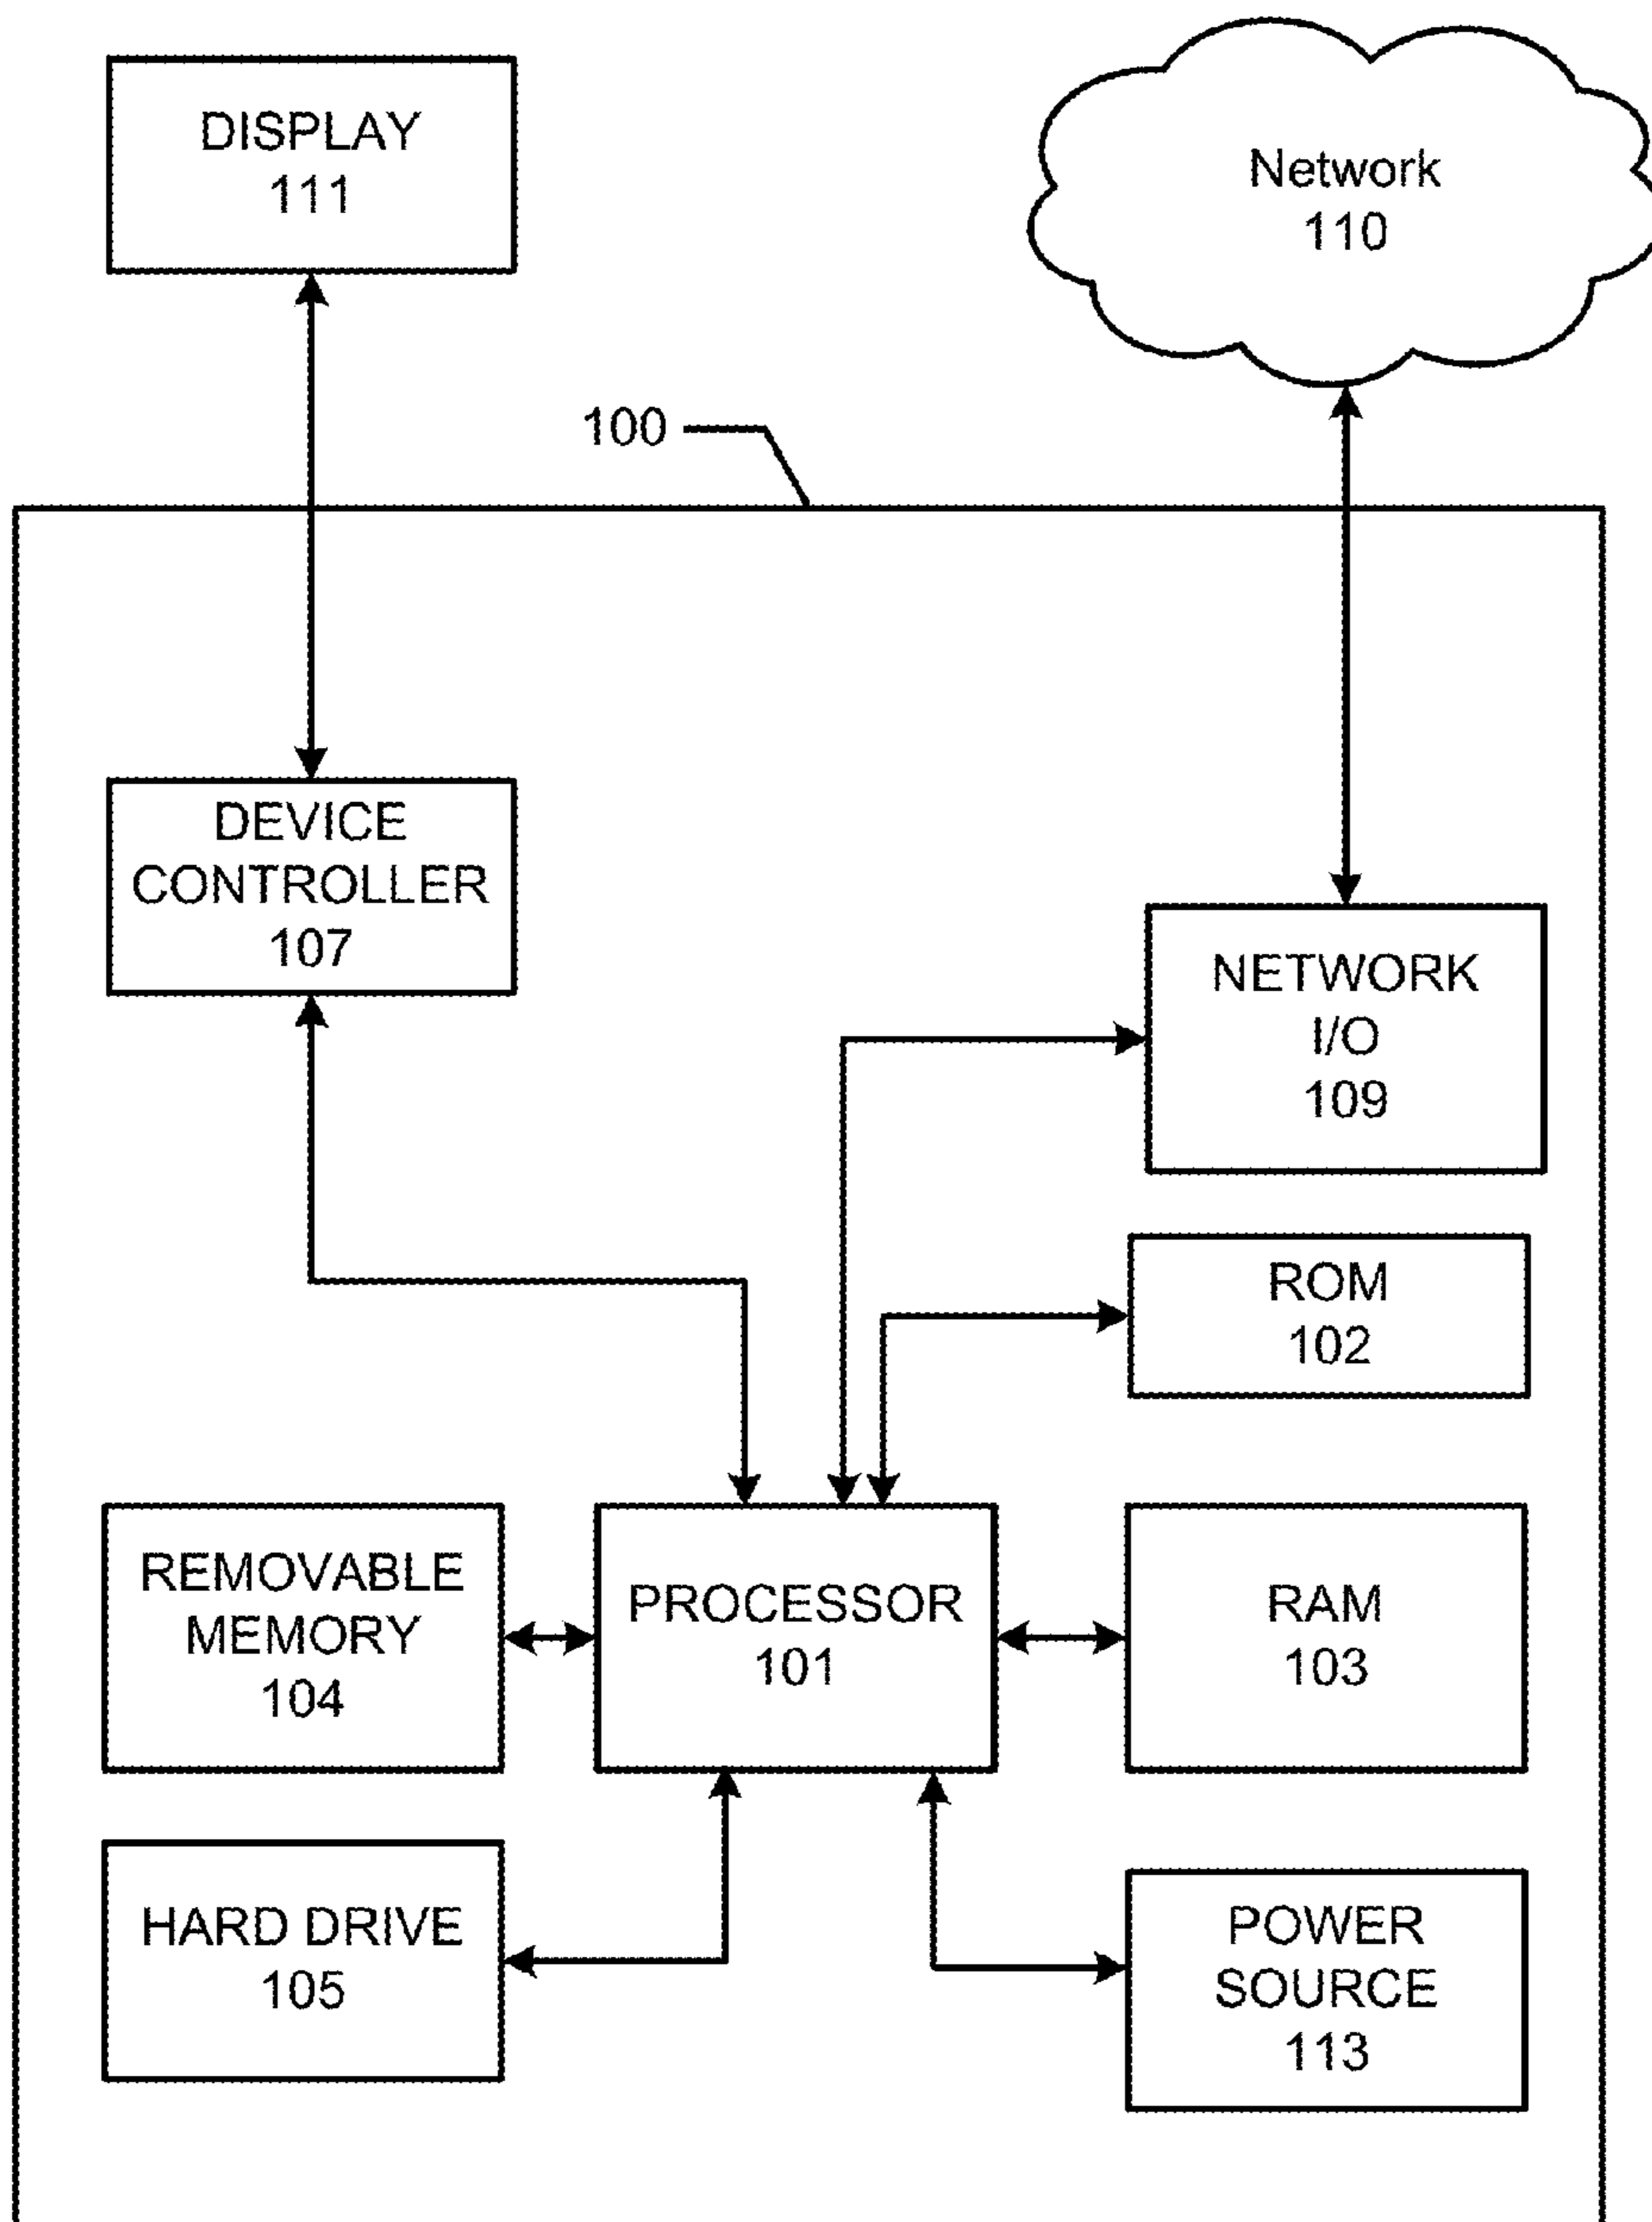 DISPLAY
111
Network
110
100
DEVICE
CONTROLLER
107
NETWORK
I/O
109
ROM
102
REMOVABLE
MEMORY
104
PROCESSOR
101
RAM
103
HARD DRIVE
105
POWER
SOURCE
113